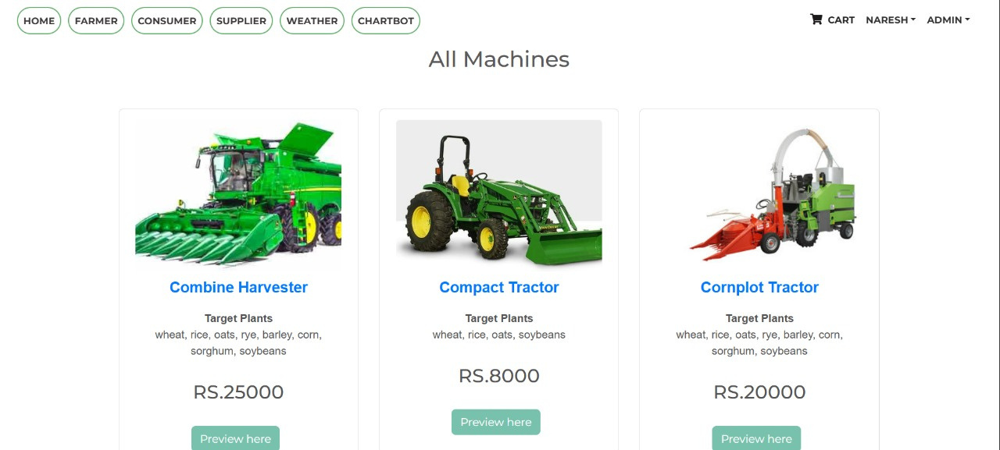 HOME FARMER CONSUMER SUPPLIER WEATHER CHARTBOT CART NARESH ADMIN
All Machines
Combine Harvester
Target Plants
wheat, rice, oats, rye, barley, corn,
sorghum, soybeans
RS.25000
Preview here
Compact Tractor
Target Plants
wheat, rice, oats, soybeans
RS.8000
Preview here
Cornplot Tractor
Target Plants
wheat, rice, oats, rye, barley, corn,
sorghum, soybeans
RS.20000
Preview here